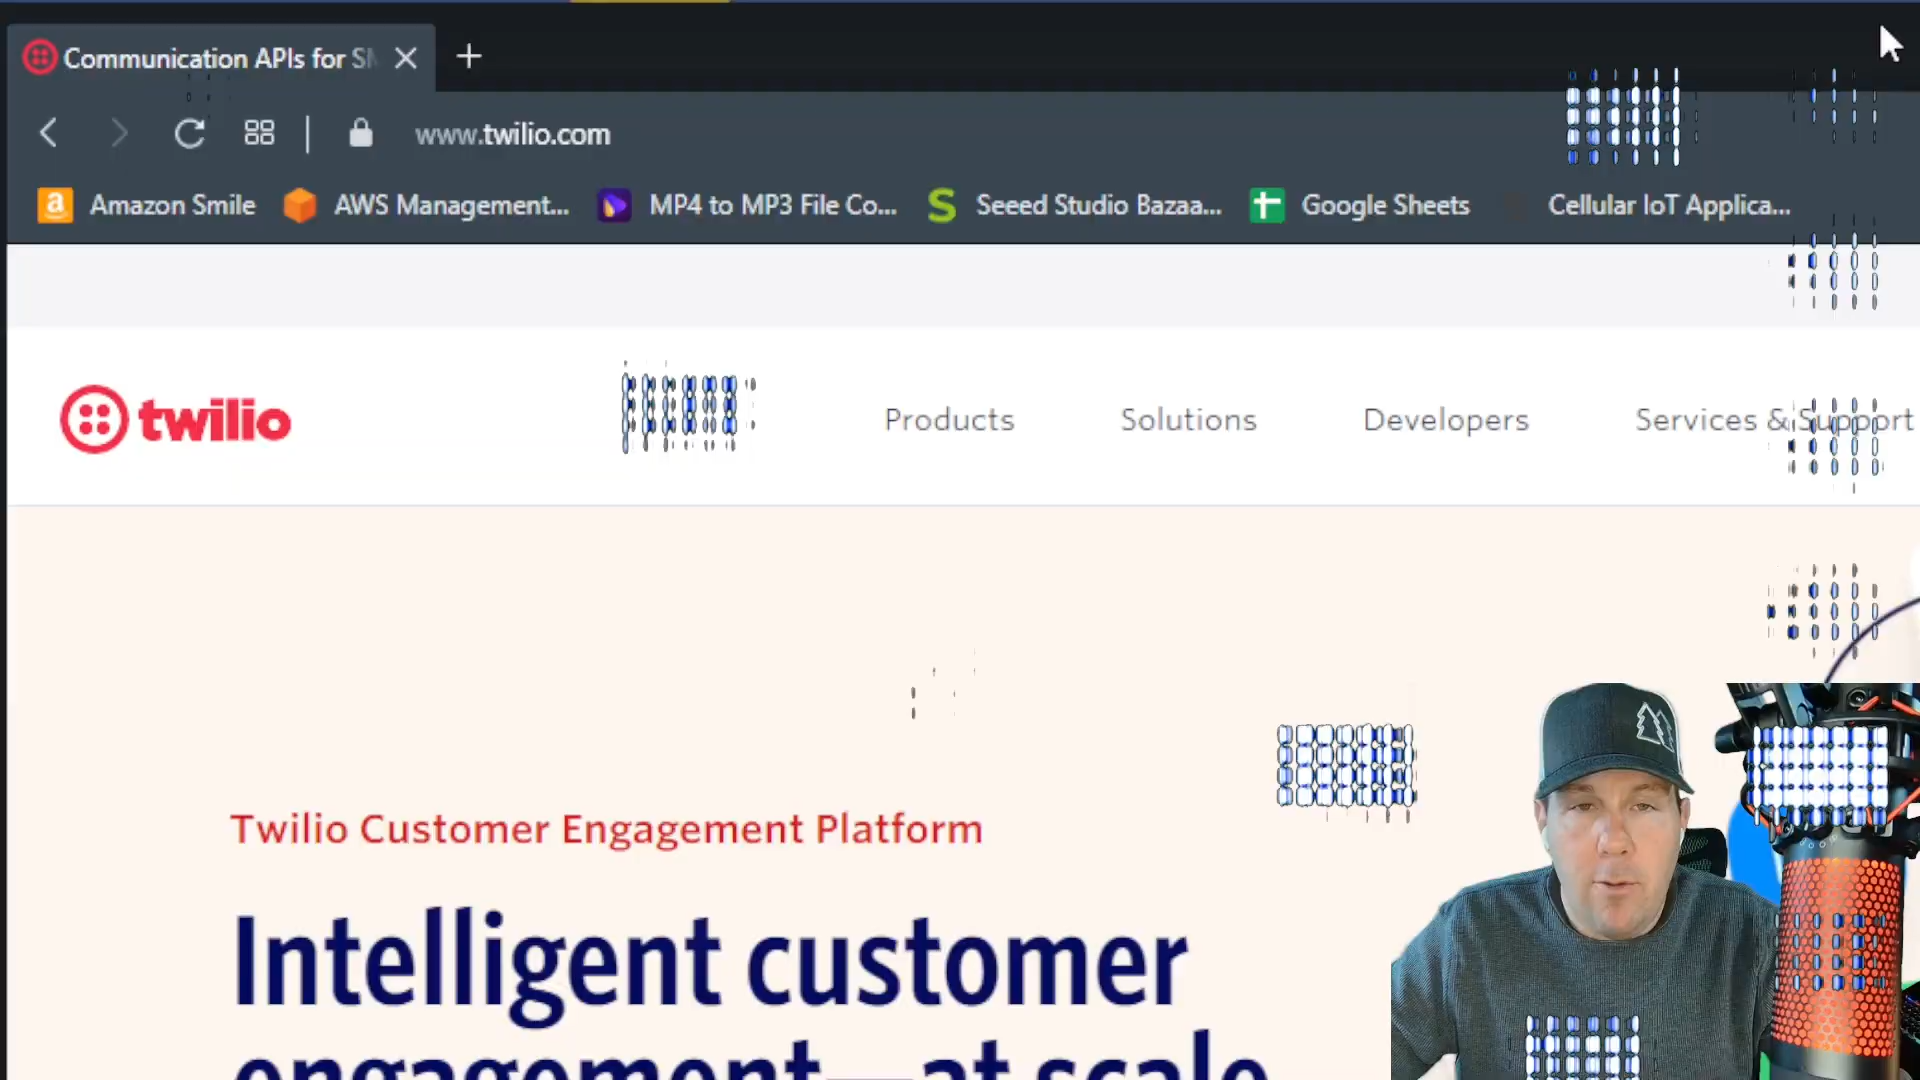 Communication APIs for SM
www.twilio.com
Amazon Smile
AWS Management...
MP4 to MP3 File Co...
Seeed Studio Bazaa...
Google Sheets
Cellular IoT Applica...
twilio
Products
Solutions
Developers
Services & Support
Twilio Customer Engagement Platform
Intelligent customer
engagement—at scale